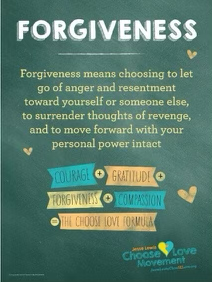 FORGIVENESS
Forgiveness means choosing to let
go of anger and resentment
toward yourself or someone else,
to surrender thoughts of revenge,
and to move forward with your
personal power intact
COURAGE + GRATITUDE +
FORGIVENESS + COMPASSION
= THE CHOOSE LOVE FORMULA
Jesse Lewis
Choose Love
Movement